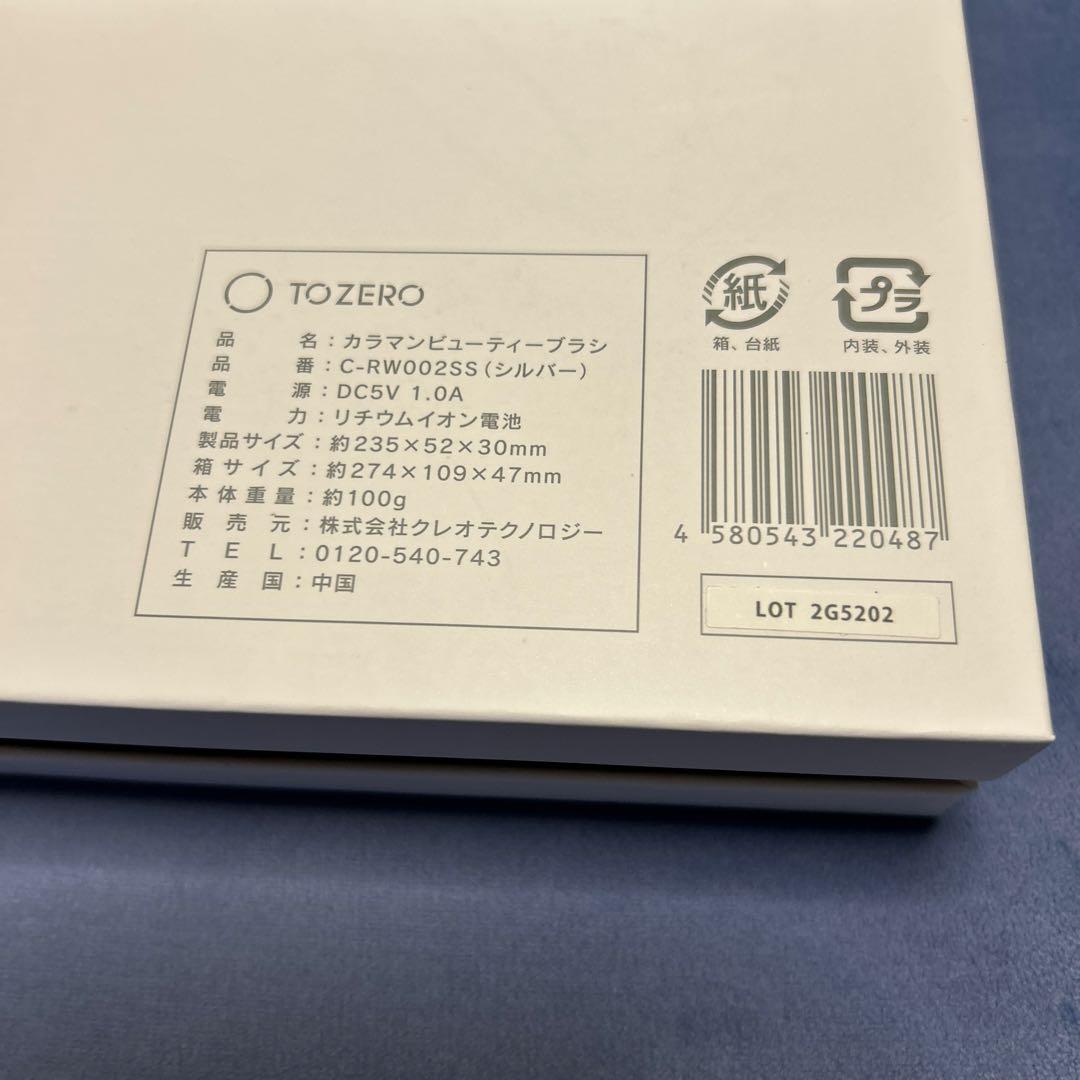 TOZERO
品 名：カラマンビューティーブラシ
品 番：C-RW002SS（シルバー）
電 源：DC5V 1.0A
電 力：リチウムイオン電池
製品サイズ：約235×52×30mm
箱サイズ：約274×109×47mm
本体重量：約100g
販売元：株式会社クレオテクノロジー
TEL：0120-540-743
生産国：中国
紙
箱、台紙
プラ
内装、外装
4 580543 220487
LOT 2G5202